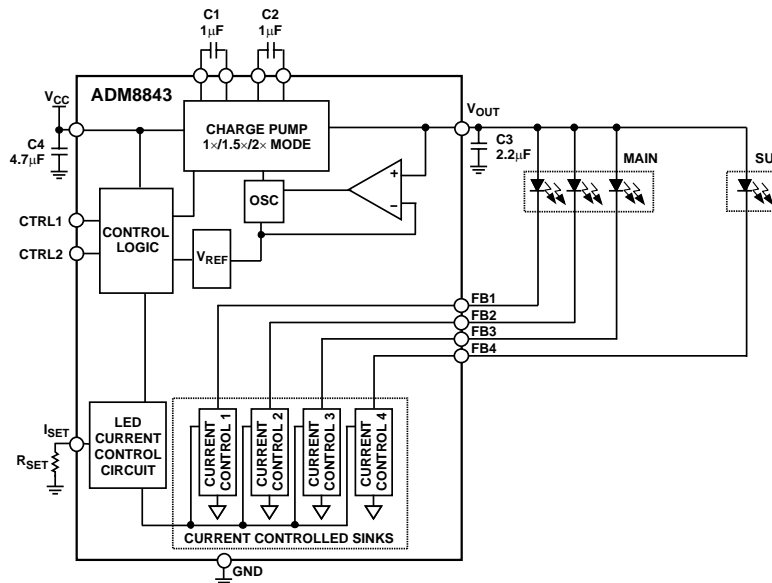 C1
1µF
C2
1µF
ADM8843
VCC
C4
4.7µF
CHARGE PUMP
1×/1.5×/2× MODE
VOUT
C3
2.2µF
MAIN
SU
OSC
+
−
CTRL1
CTRL2
CONTROL
LOGIC
VREF
FB1
FB2
FB3
FB4
ISET
RSET
LED
CURRENT
CONTROL
CIRCUIT
CURRENT
CONTROL 1
CURRENT
CONTROL 2
CURRENT
CONTROL 3
CURRENT
CONTROL 4
CURRENT CONTROLLED SINKS
GND